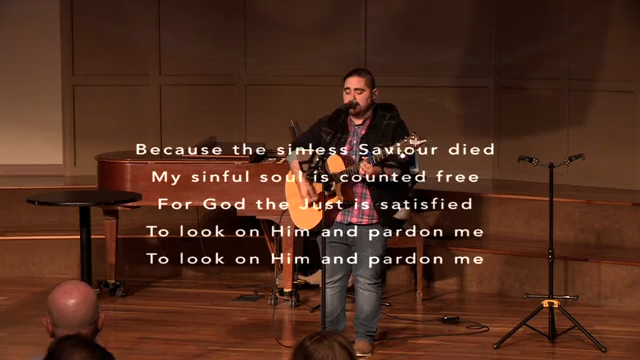 Because the sinless Saviour died
My sinful soul is counted free
For God the Just is satisfied
To look on Him and pardon me
To look on Him and pardon me